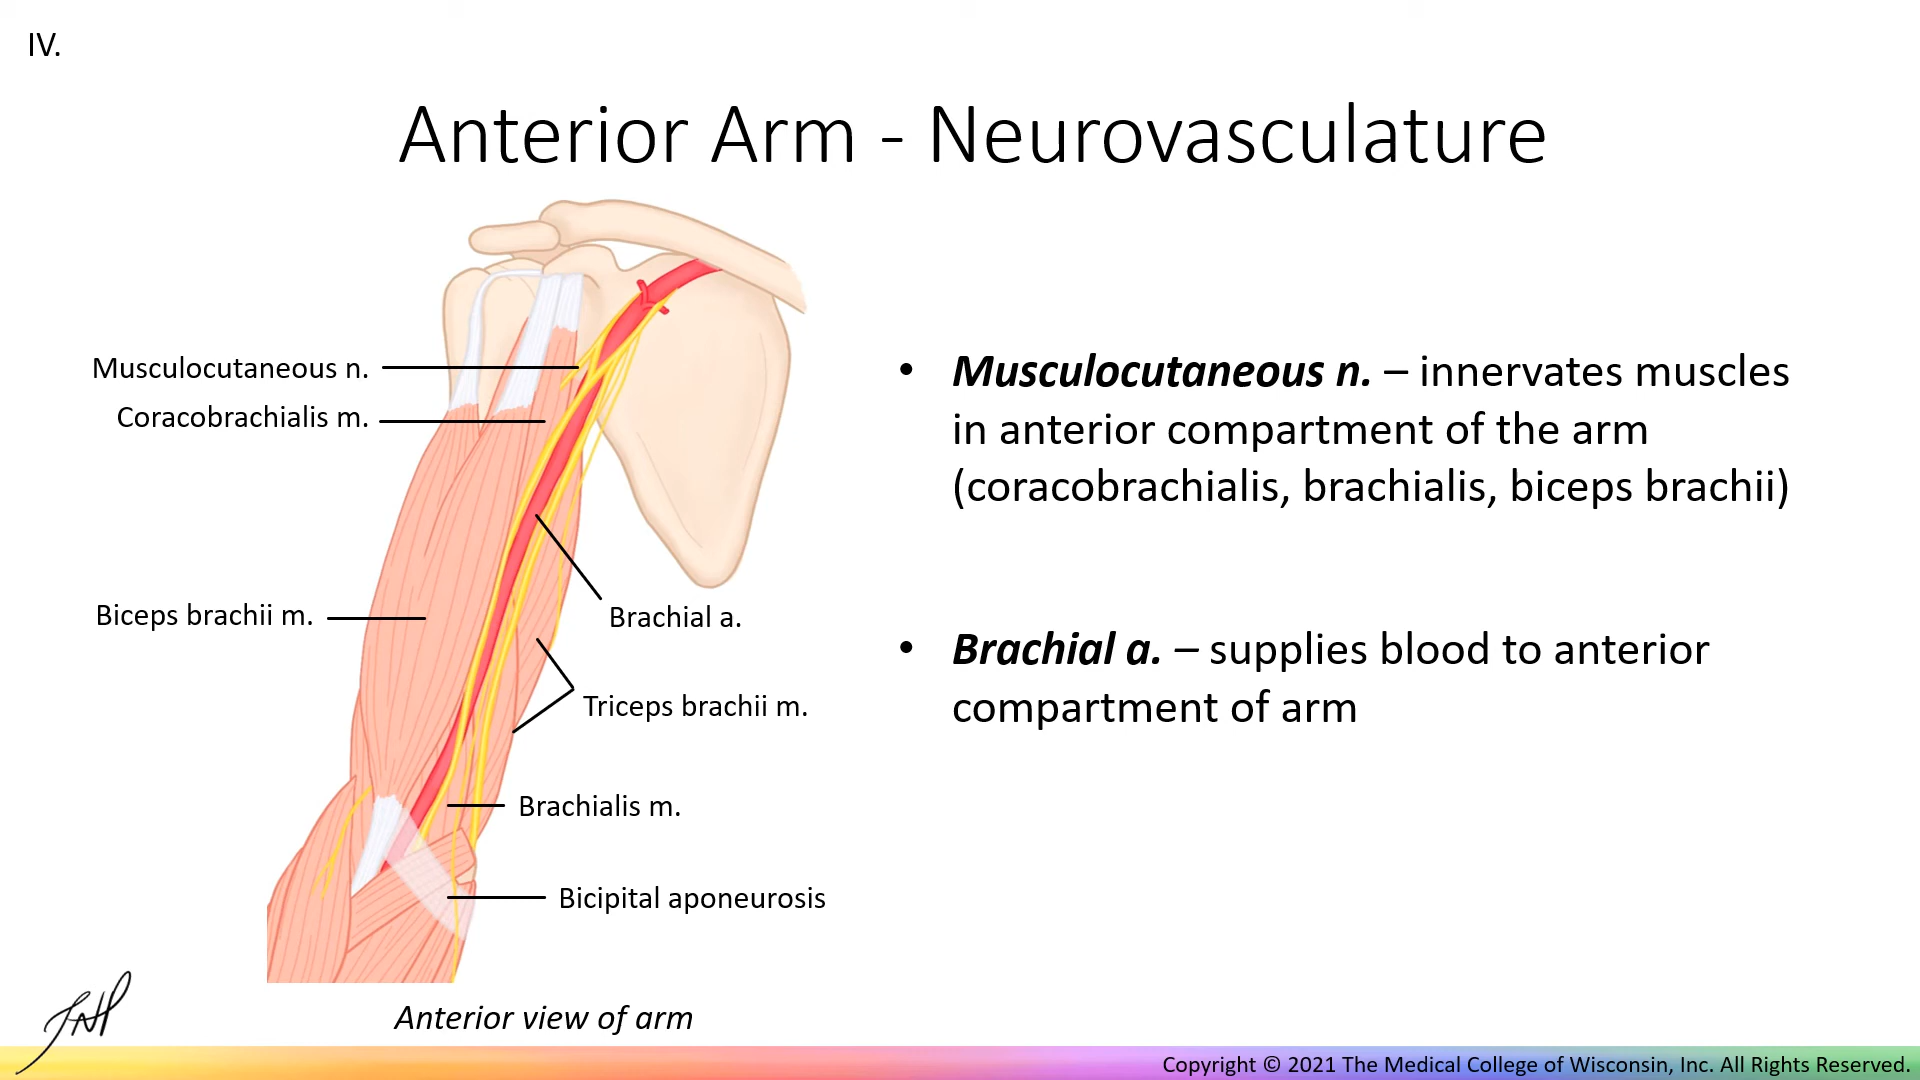 IV.
Anterior Arm - Neurovasculature
Musculocutaneous n.
Coracobrachialis m.
Biceps brachii m.
Brachial a.
Triceps brachii m.
Brachialis m.
Bicipital aponeurosis
Anterior view of arm
• Musculocutaneous n. – innervates muscles
in anterior compartment of the arm
(coracobrachialis, brachialis, biceps brachii)
• Brachial a. – supplies blood to anterior
compartment of arm
Copyright © 2021 The Medical College of Wisconsin, Inc. All Rights Reserved.